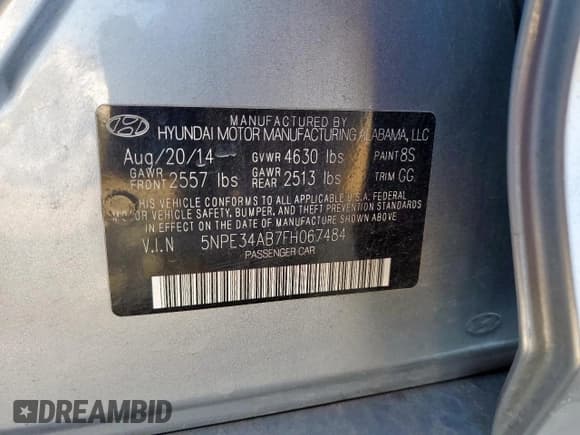 MANUFACTURED BY
HYUNDAI MOTOR MANUFACTURING ALABAMA, LLC
Aug/20/14 GVWR 4630 lbs PAINT 8S
GAWR FRONT 2557 lbs GAWR REAR 2513 lbs TRIM GG
THIS VEHICLE CONFORMS TO ALL APPLICABLE U.S.A. FEDERAL
MOTOR VEHICLE SAFETY, BUMPER, AND THEFT PREVENTION STANDARDS
IN EFFECT ON THE DATE OF MANUFACTURE SHOWN ABOVE.
V.I.N 5NPE34AB7FH067484
PASSENGER CAR
DREAMBID